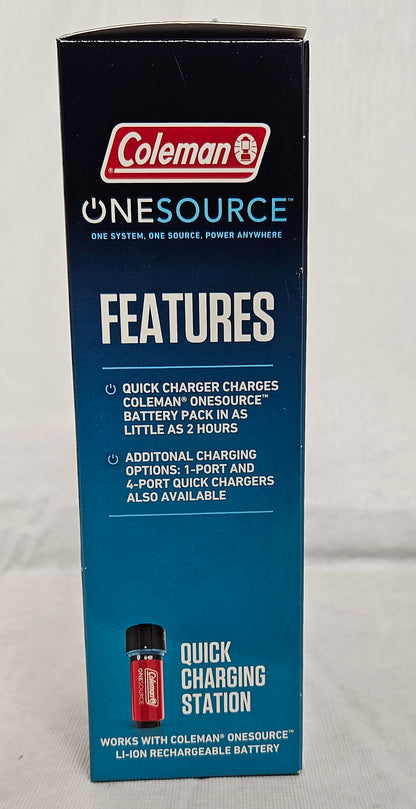 Coleman®
ONESOURCE™
ONE SYSTEM, ONE SOURCE, POWER ANYWHERE
FEATURES
QUICK CHARGER CHARGES
COLEMAN® ONESOURCE™
BATTERY PACK IN AS
LITTLE AS 2 HOURS
ADDITONAL CHARGING
OPTIONS: 1-PORT AND
4-PORT QUICK CHARGERS
ALSO AVAILABLE
Coleman
ONESOURCE
QUICK
CHARGING
STATION
WORKS WITH COLEMAN® ONESOURCE™
LI-ION RECHARGEABLE BATTERY